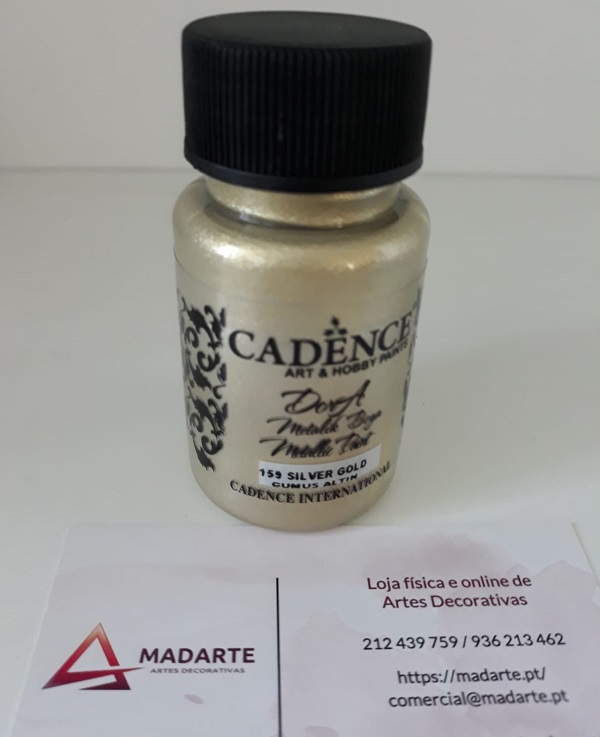 CADENCE
ART & HOBBY PAINTS
DorA
Metalik Boya
Metallic Paint
159 SILVER GOLD
GUMUS ALTIN
CADENCE INTERNATIONAL
MADARTE
ARTES DECORATIVAS
Loja física e online de
Artes Decorativas
212 439 759 / 936 213 462
https://madarte.pt/
comercial@madarte.pt